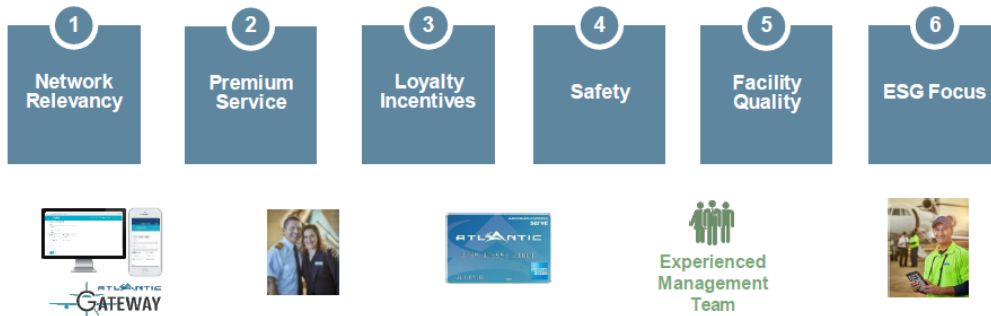 1
Network
Relevancy
2
Premium
Service
3
Loyalty
Incentives
4
Safety
5
Facility
Quality
6
ESG Focus
ATLANTIC
GATEWAY
serve
ATLANTIC
Experienced
Management
Team